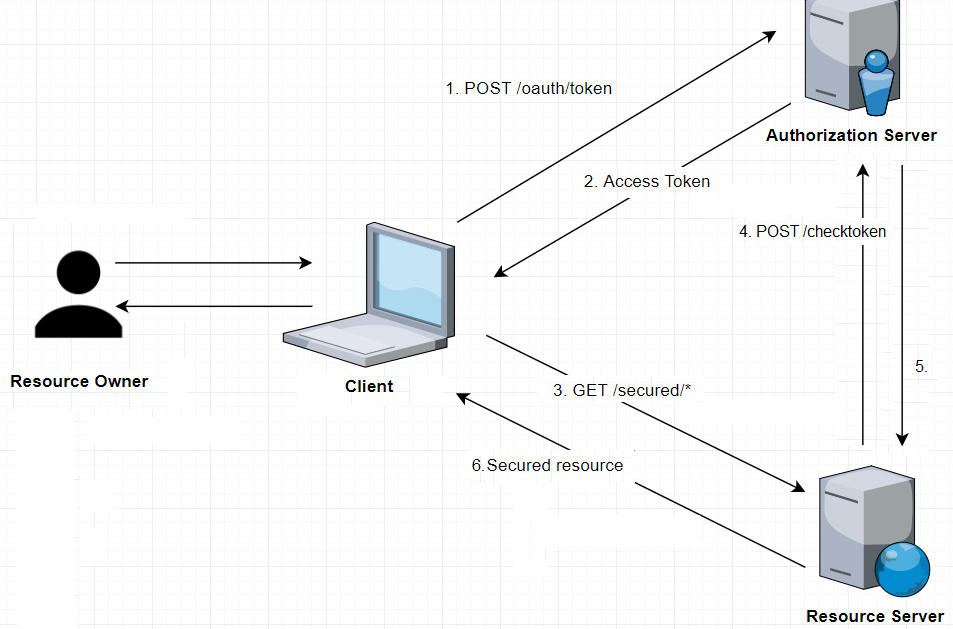 1. POST /oauth/token
Authorization Server
2. Access Token
4. POST /checktoken
Resource Owner
Client
3. GET /secured/*
5.
6.Secured resource
Resource Server